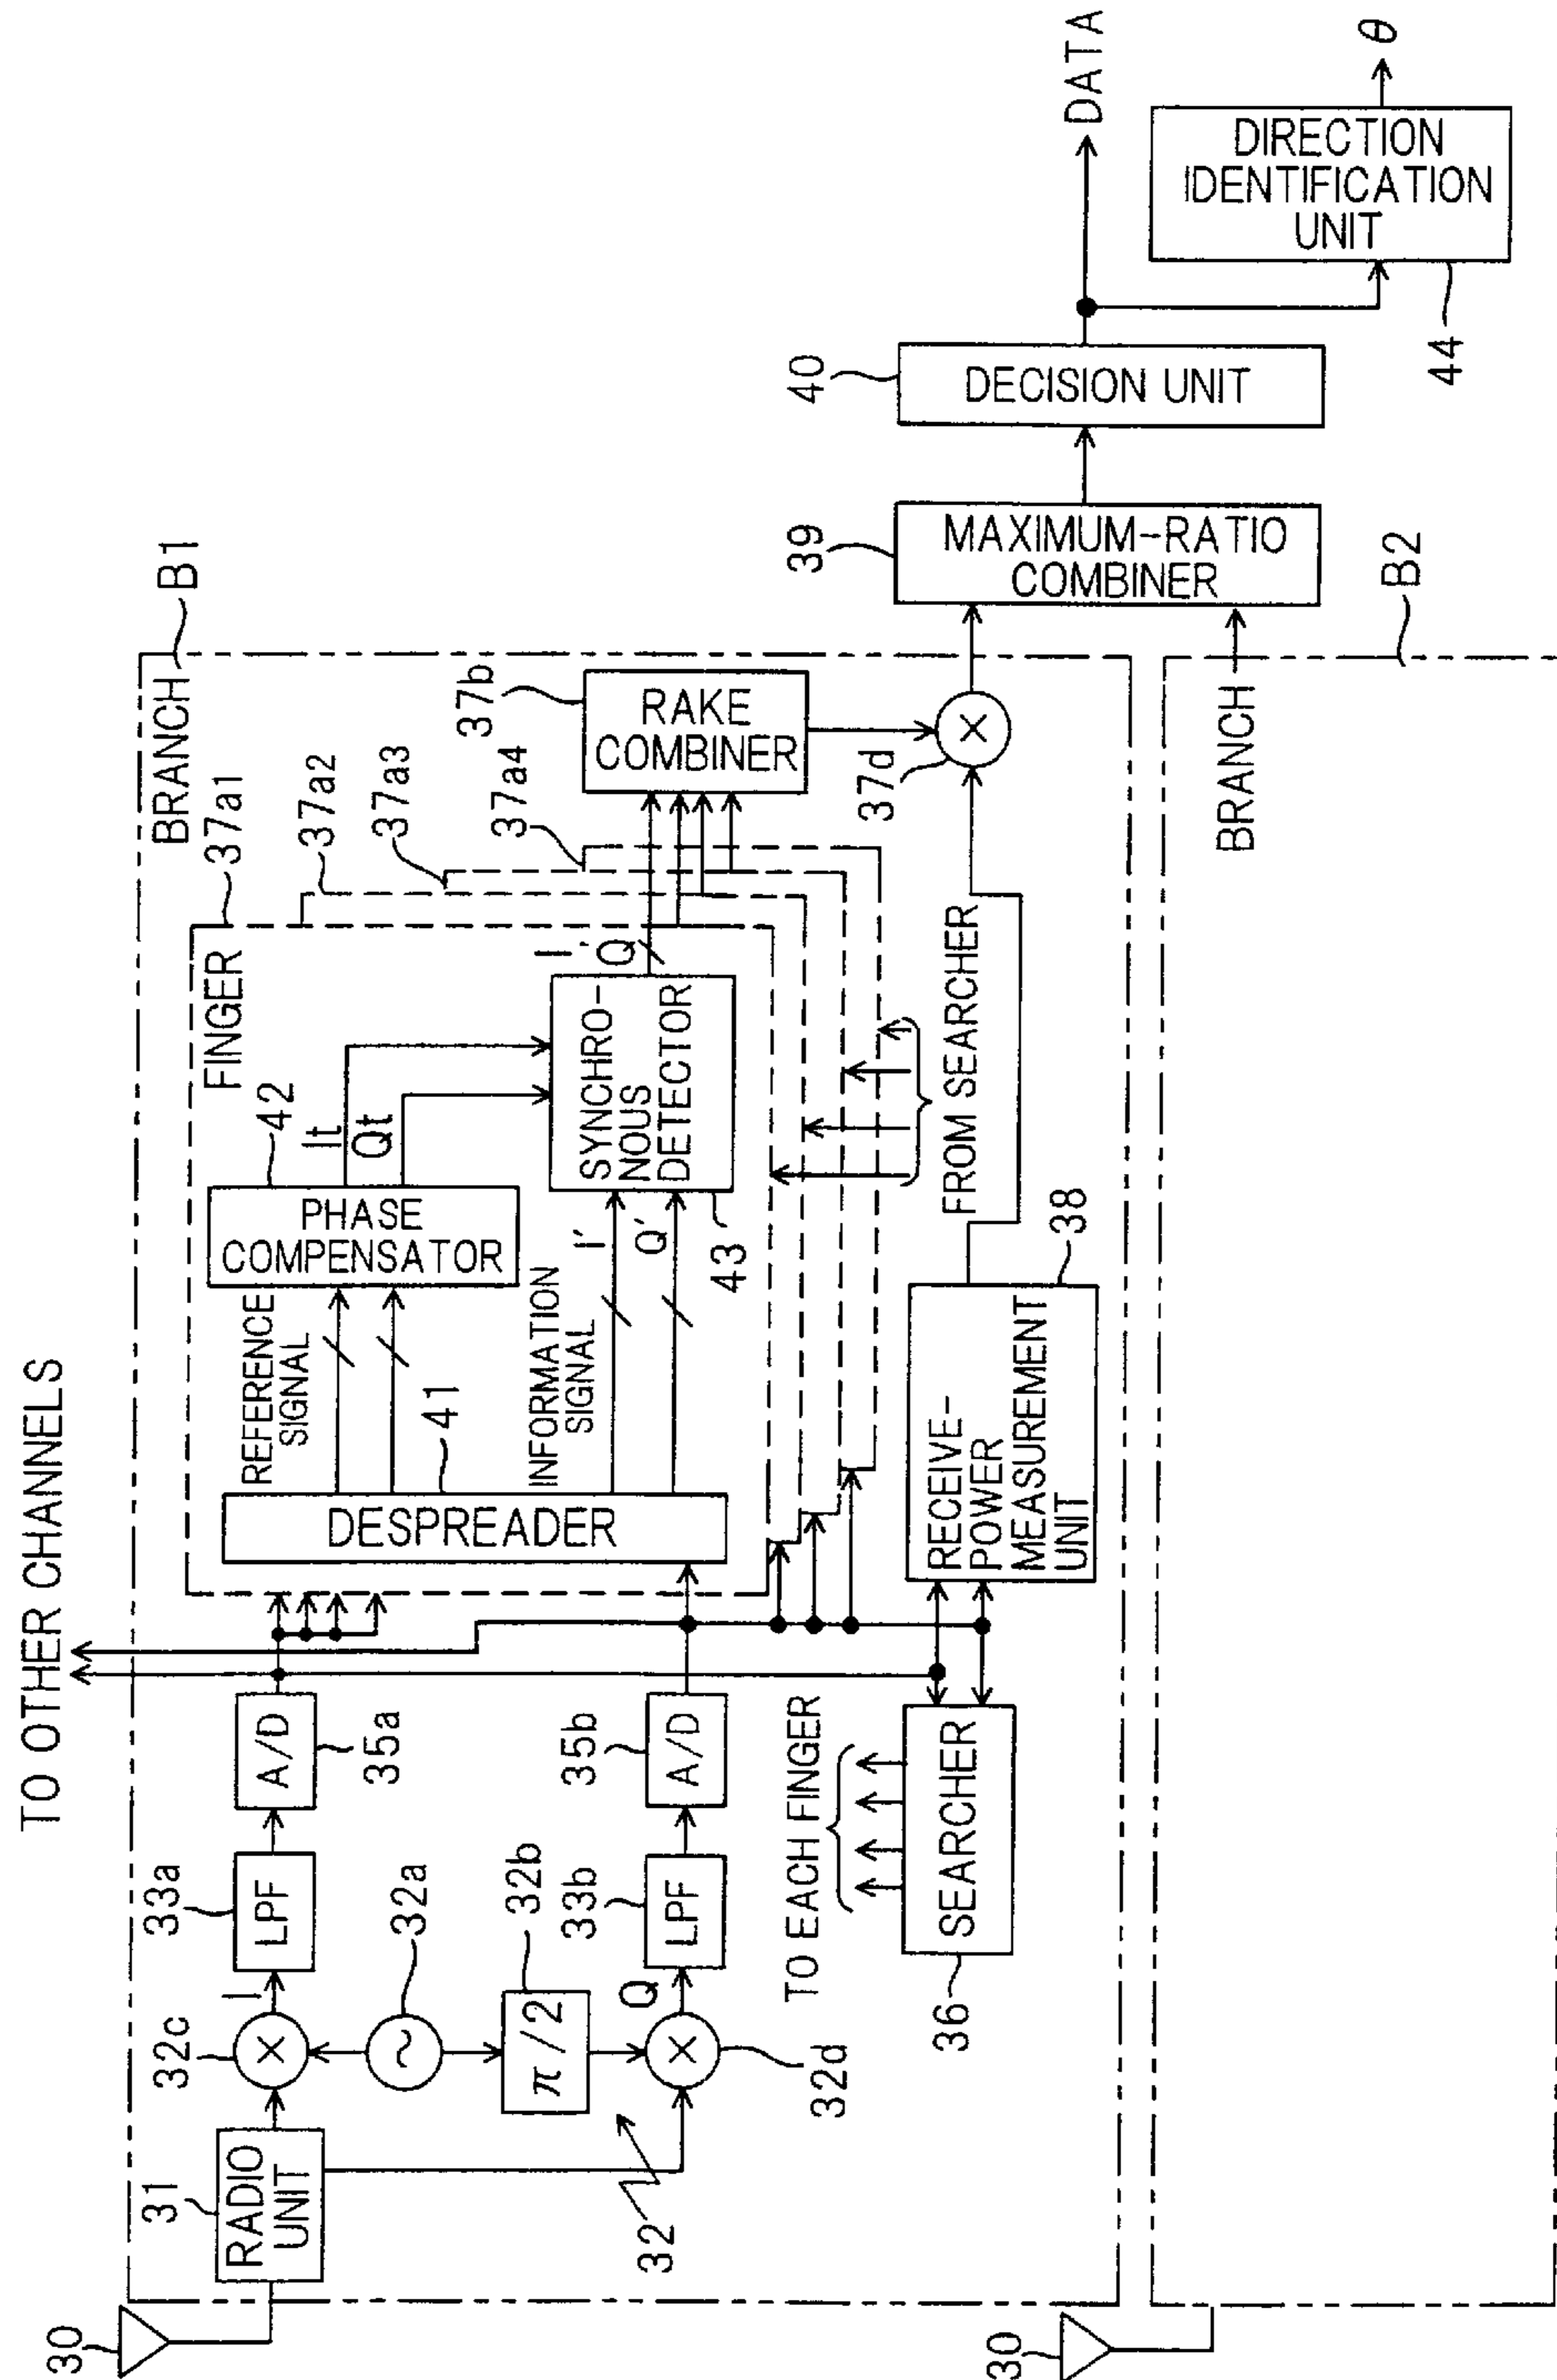 TO OTHER CHANNELS
BRANCH
B1
FINGER
37a1
37a2
37a3
37a4
30
31
RADIO
UNIT
32c
I
33a
LPF
A/D
35a
32a
32b
π/2
32
32d
Q
33b
LPF
35b
A/D
DESPREADER
41
REFERENCE
SIGNAL
INFORMATION
SIGNAL
42
PHASE
COMPENSATOR
It
Qt
I'
Q'
SYNCHRO-
NOUS
DETECTOR
43
I'
Q
37b
RAKE
COMBINER
37d
TO EACH FINGER
SEARCHER
36
RECEIVE-
POWER
MEASUREMENT
UNIT
38
FROM SEARCHER
39
MAXIMUM-RATIO
COMBINER
40
DECISION UNIT
DATA
DIRECTION
IDENTIFICATION
UNIT
44
θ
30
BRANCH
B2